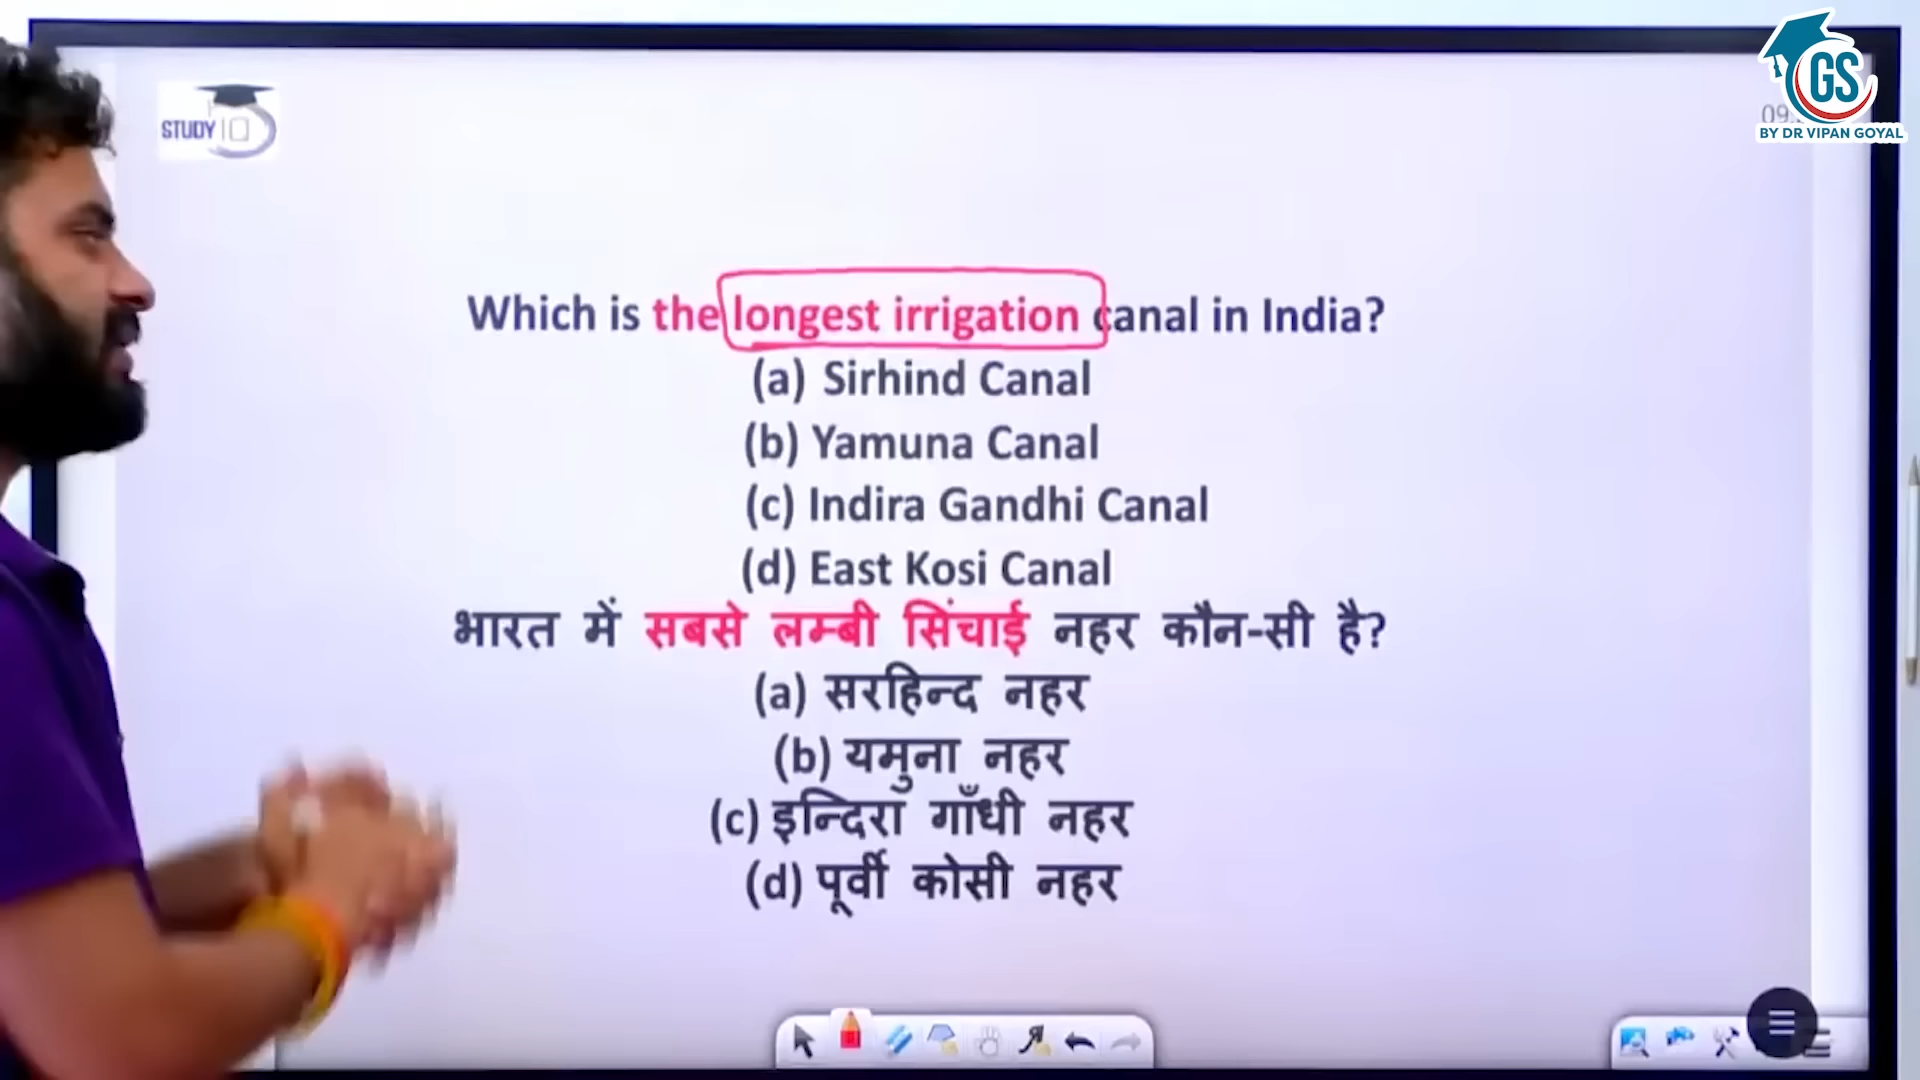 STUDY IQ
GS
BY DR VIPAN GOYAL
Which is the longest irrigation canal in India?
(a) Sirhind Canal
(b) Yamuna Canal
(c) Indira Gandhi Canal
(d) East Kosi Canal
भारत में सबसे लम्बी सिंचाई नहर कौन-सी है?
(a) सरहिन्द नहर
(b) यमुना नहर
(c) इन्दिरा गाँधी नहर
(d) पूर्वी कोसी नहर